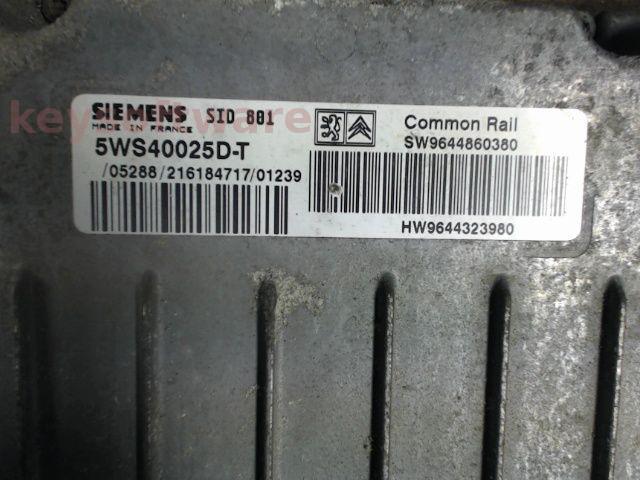 SIEMENS SID 801
MADE IN FRANCE
5WS40025D-T
/05288/216184717/01239
Common Rail
SW9644860380
HW9644323980